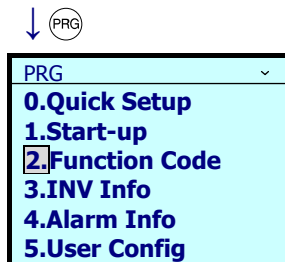 PRG
PRG
0.Quick Setup
1.Start-up
2.Function Code
3.INV Info
4.Alarm Info
5.User Config